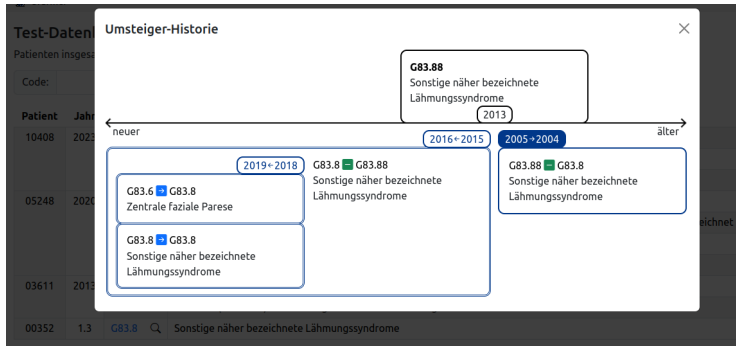 Test-Daten
Patienten insgesa
Code:
Patient Jahr
10408 2023
05248 2020
03611 2013
00352 1.3 G83.8 Sonstige näher bezeichnete Lähmungssyndrome
eichnet
Umsteiger-Historie
G83.88
Sonstige näher bezeichnete
Lähmungssyndrome
2013
neuer
älter
2016←2015
2005→2004
2019←2018
G83.8 G83.88
Sonstige näher bezeichnete
Lähmungssyndrome
G83.88 G83.8
Sonstige näher bezeichnete
Lähmungssyndrome
G83.6 → G83.8
Zentrale faziale Parese
G83.8 → G83.8
Sonstige näher bezeichnete
Lähmungssyndrome